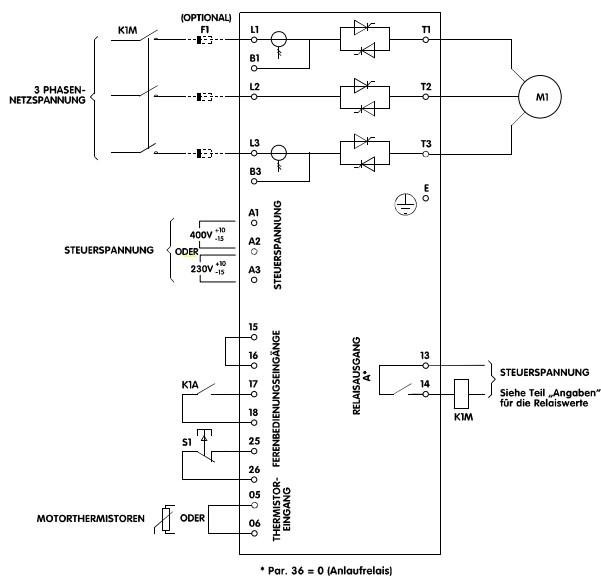 (OPTIONAL)
K1M
F1
L1
T1
B1
3 PHASEN-
NETZSPANNUNG
L2
T2
M1
L3
T3
B3
E
A1
400V +10 -15
STEUERSPANNUNG
ODER
A2
230V +10 -15
A3
STEUERSPANNUNG
15
16
K1A
17
18
S1
25
26
FERENBEDIENUNGSEINGÄNGE
RELAISAUSGANG
A*
13
14
STEUERSPANNUNG
Siehe Teil „Angaben“
für die Relaiswerte
K1M
05
MOTORTHERMISTOREN
ODER
06
THERMISTOR-
EINGANG
* Par. 36 = 0 (Anlaufrelais)